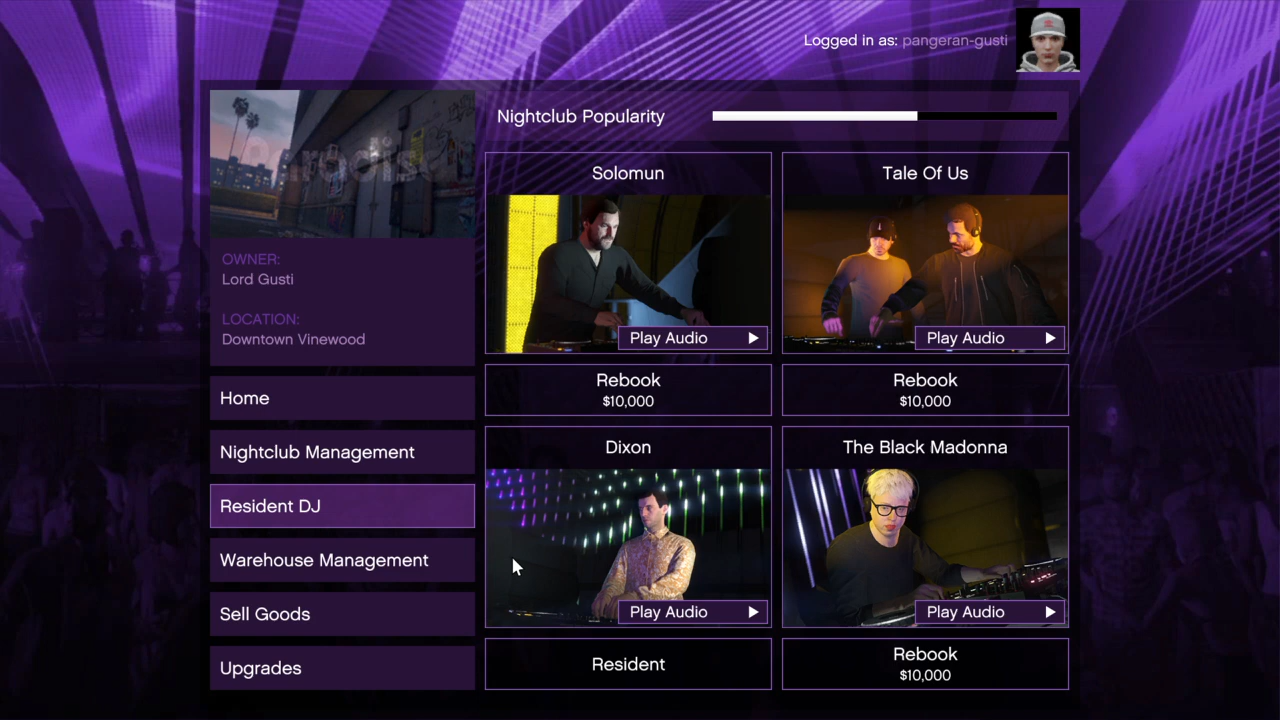 Logged in as: pangeran-gusti
Paradise
OWNER:
Lord Gusti
LOCATION:
Downtown Vinewood
Home
Nightclub Management
Resident DJ
Warehouse Management
Sell Goods
Upgrades
Nightclub Popularity
Solomun
Play Audio
Rebook
$10,000
Tale Of Us
Play Audio
Rebook
$10,000
Dixon
Play Audio
Resident
The Black Madonna
Play Audio
Rebook
$10,000